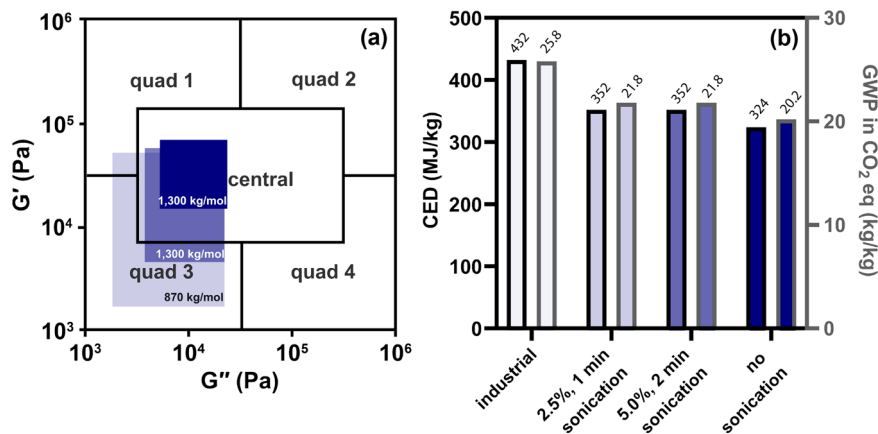 (a)
10⁶
10⁵
10⁴
10³
G′ (Pa)
quad 1
quad 2
central
1,300 kg/mol
1,300 kg/mol
quad 3
quad 4
870 kg/mol
10³
10⁴
10⁵
10⁶
G″ (Pa)
(b)
500
400
300
200
100
0
CED (MJ/kg)
432
25.8
352
21.8
352
21.8
324
20.2
30
20
10
0
GWP in CO₂ eq (kg/kg)
industrial
2.5%, 1 min
sonication
5.0%, 2 min
sonication
no
sonication